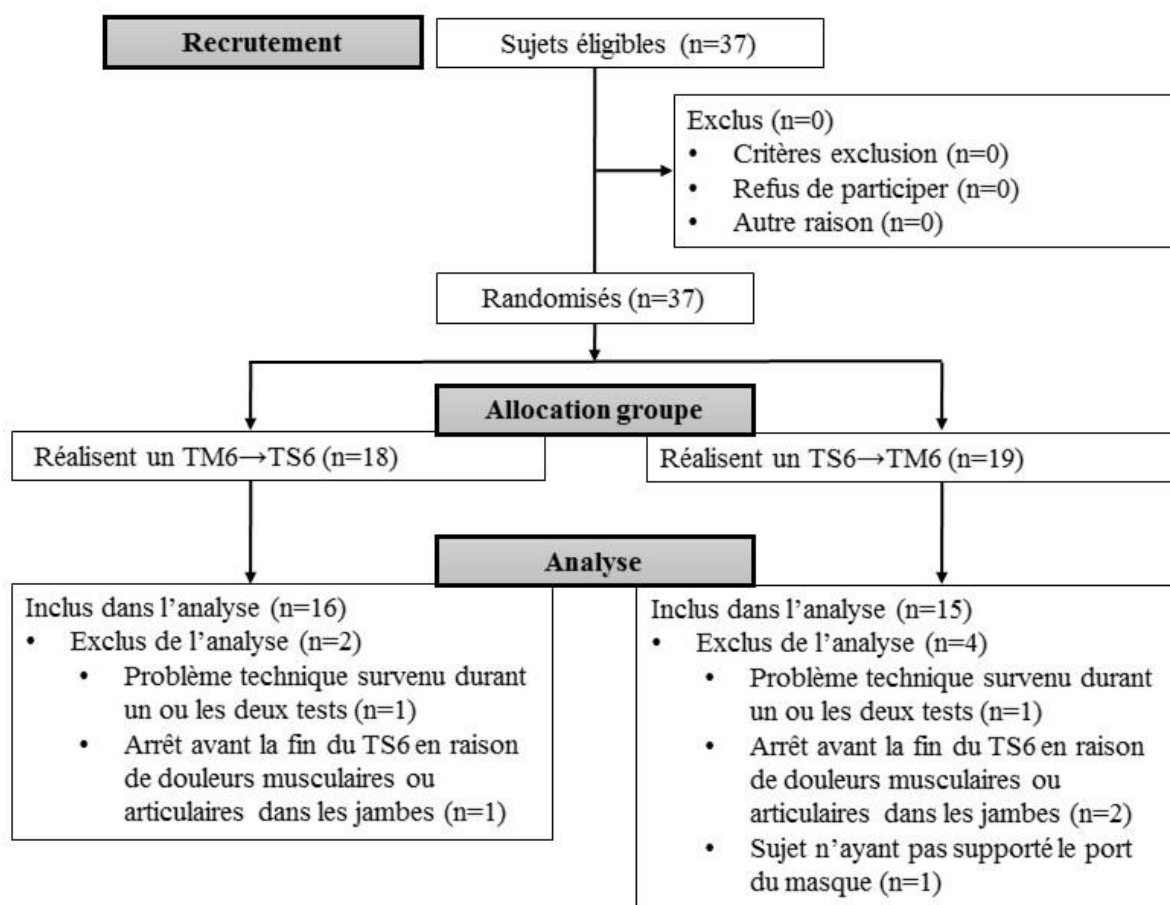 Recrutement
Sujets éligibles (n=37)
Exclus (n=0)
• Critères exclusion (n=0)
• Refus de participer (n=0)
• Autre raison (n=0)
Randomisés (n=37)
Allocation groupe
Réalisent un TM6→TS6 (n=18)
Réalisent un TS6→TM6 (n=19)
Analyse
Inclus dans l’analyse (n=16)
• Exclus de l’analyse (n=2)
• Problème technique survenu durant
un ou les deux tests (n=1)
• Arrêt avant la fin du TS6 en raison
de douleurs musculaires ou
articulaires dans les jambes (n=1)
Inclus dans l’analyse (n=15)
• Exclus de l’analyse (n=4)
• Problème technique survenu durant
un ou les deux tests (n=1)
• Arrêt avant la fin du TS6 en raison
de douleurs musculaires ou
articulaires dans les jambes (n=2)
• Sujet n’ayant pas supporté le port
du masque (n=1)